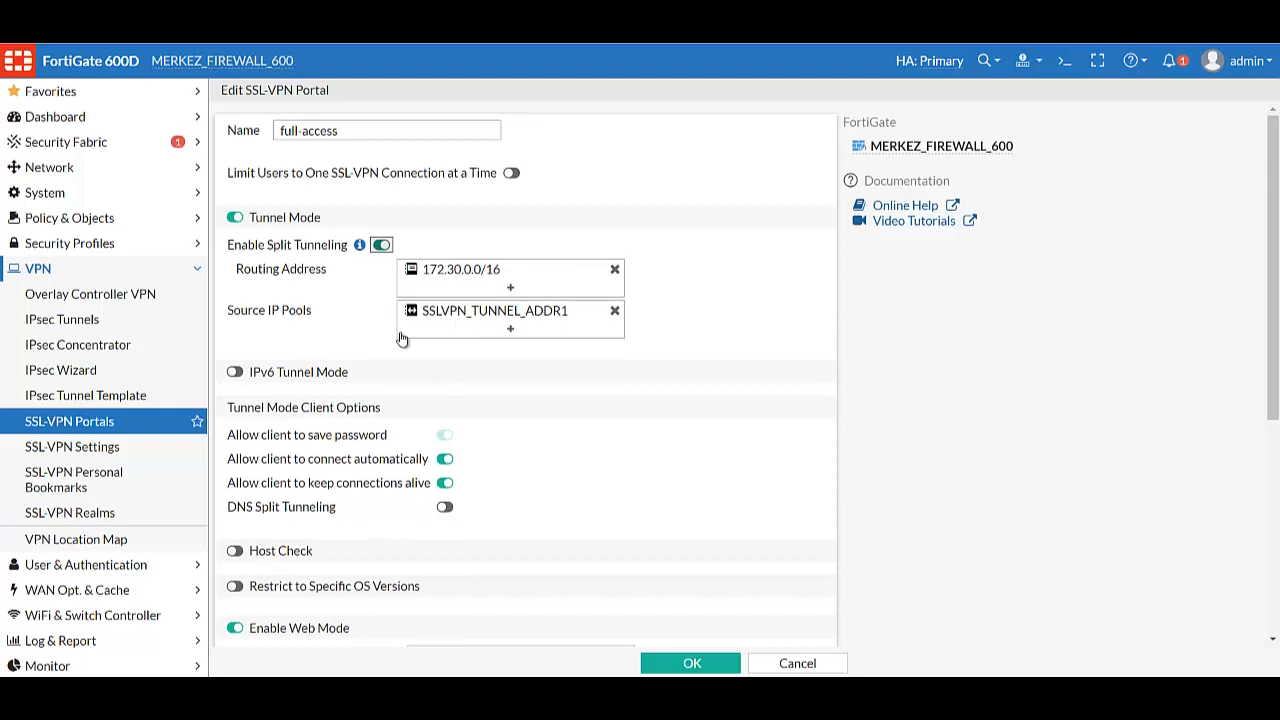 FortiGate 600D MERKEZ_FIREWALL_600 HA: Primary 1 admin
Favorites
Dashboard
Security Fabric 1
Network
System
Policy & Objects
Security Profiles
VPN
Overlay Controller VPN
IPsec Tunnels
IPsec Concentrator
IPsec Wizard
IPsec Tunnel Template
SSL-VPN Portals
SSL-VPN Settings
SSL-VPN Personal
Bookmarks
SSL-VPN Realms
VPN Location Map
User & Authentication
WAN Opt. & Cache
WiFi & Switch Controller
Log & Report
Monitor
Edit SSL-VPN Portal
Name full-access
Limit Users to One SSL-VPN Connection at a Time
Tunnel Mode
Enable Split Tunneling
Routing Address 172.30.0.0/16
+
Source IP Pools SSLVPN_TUNNEL_ADDR1
+
IPv6 Tunnel Mode
Tunnel Mode Client Options
Allow client to save password
Allow client to connect automatically
Allow client to keep connections alive
DNS Split Tunneling
Host Check
Restrict to Specific OS Versions
Enable Web Mode
OK Cancel
FortiGate
MERKEZ_FIREWALL_600
Documentation
Online Help
Video Tutorials